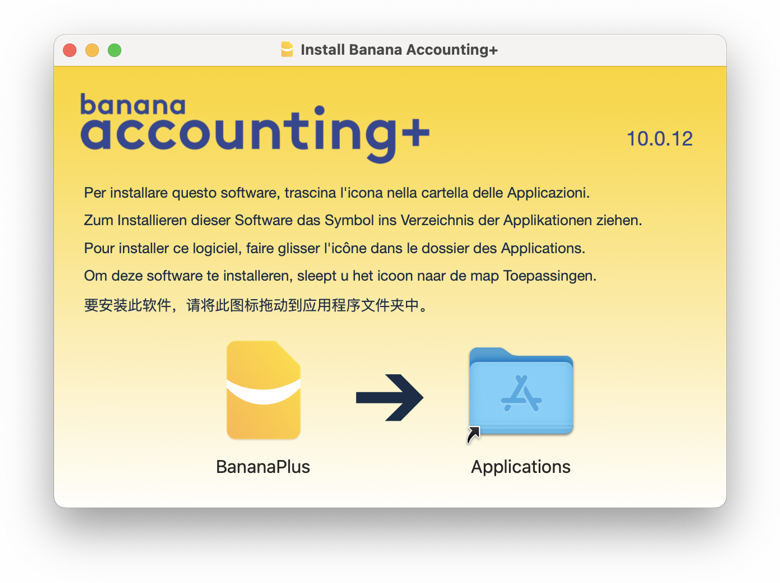 Install Banana Accounting+
banana
accounting+
10.0.12
Per installare questo software, trascina l'icona nella cartella delle Applicazioni.
Zum Installieren dieser Software das Symbol ins Verzeichnis der Applikationen ziehen.
Pour installer ce logiciel, faire glisser l'icône dans le dossier des Applications.
Om deze software te installeren, sleept u het icoon naar de map Toepassingen.
要安装此软件，请将此图标拖动到应用程序文件夹中。
BananaPlus
Applications